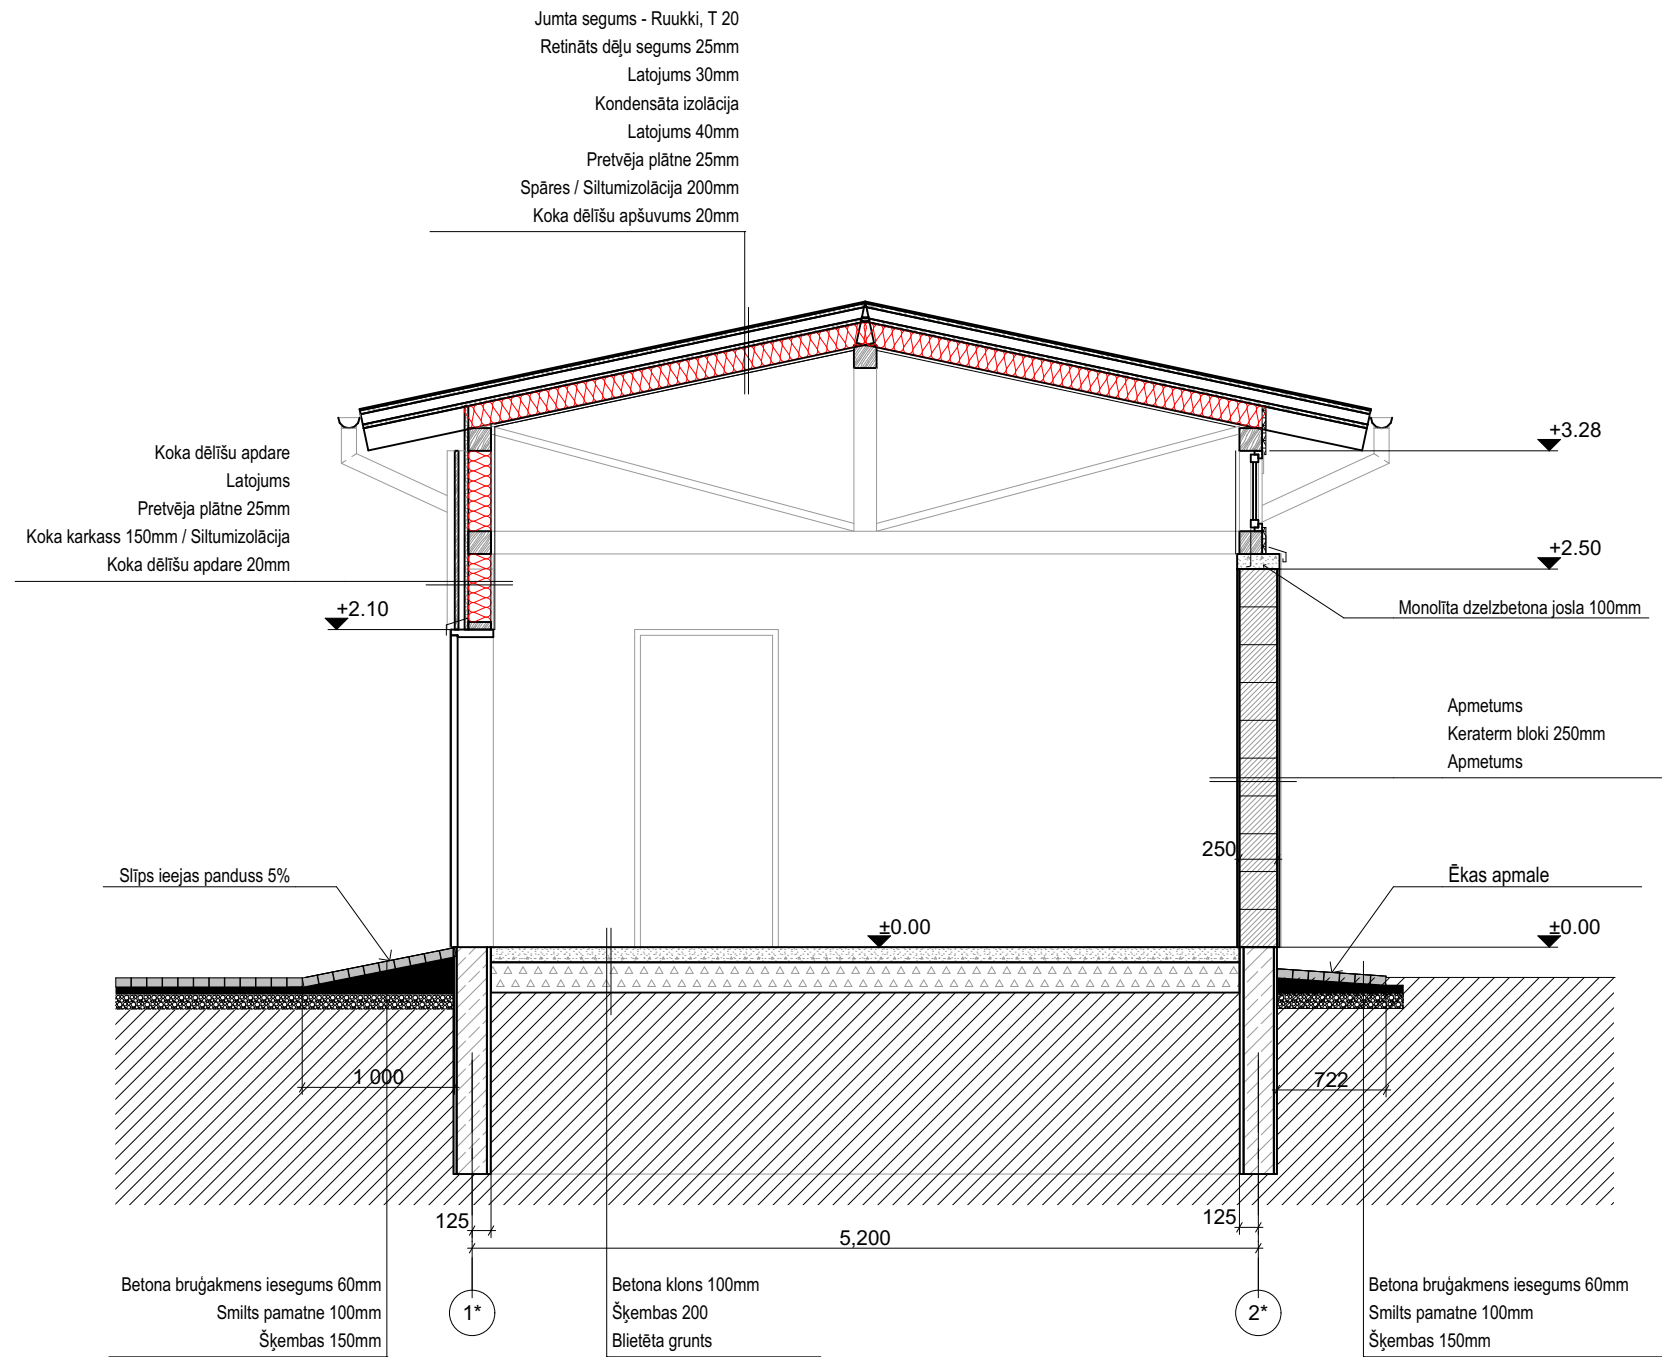 Jumta segums - Ruukki, T 20
Retināts dēļu segums 25mm
Latojums 30mm
Kondensāta izolācija
Latojums 40mm
Pretvēja plātne 25mm
Spāres / Siltumizolācija 200mm
Koka dēlīšu apšuvums 20mm
Koka dēlīšu apdare
Latojums
Pretvēja plātne 25mm
Koka karkass 150mm / Siltumizolācija
Koka dēlīšu apdare 20mm
+2.10
+3.28
+2.50
Monolīta dzelzbetona josla 100mm
Apmetums
Keraterm bloki 250mm
Apmetums
250
Slīps ieejas panduss 5%
Ēkas apmale
±0.00
±0.00
1 000
722
125
125
5,200
1*
2*
Betona bruģakmens iesegums 60mm
Smilts pamatne 100mm
Šķembas 150mm
Betona klons 100mm
Šķembas 200
Blietēta grunts
Betona bruģakmens iesegums 60mm
Smilts pamatne 100mm
Šķembas 150mm